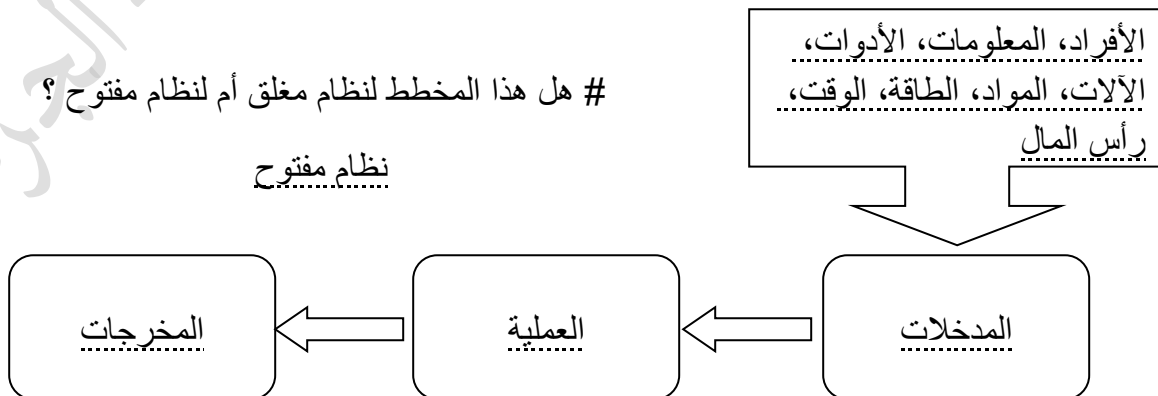 الأفراد، المعلومات، الأدوات،
الآلات، المواد، الطاقة، الوقت،
رأس المال
# هل هذا المخطط لنظام مغلق أم لنظام مفتوح ؟
نظام مفتوح
المدخلات
العملية
المخرجات